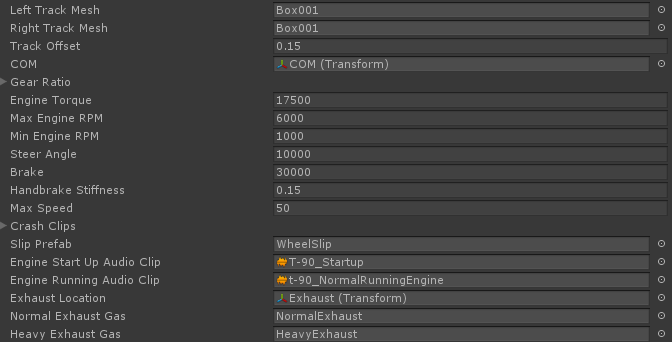 Left Track Mesh Box001
Right Track Mesh Box001
Track Offset 0.15
COM COM (Transform)
Gear Ratio
Engine Torque 17500
Max Engine RPM 6000
Min Engine RPM 1000
Steer Angle 10000
Brake 30000
Handbrake Stiffness 0.15
Max Speed 50
Crash Clips
Slip Prefab WheelSlip
Engine Start Up Audio Clip T-90_Startup
Engine Running Audio Clip t-90_NormalRunningEngine
Exhaust Location Exhaust (Transform)
Normal Exhaust Gas NormalExhaust
Heavy Exhaust Gas HeavyExhaust